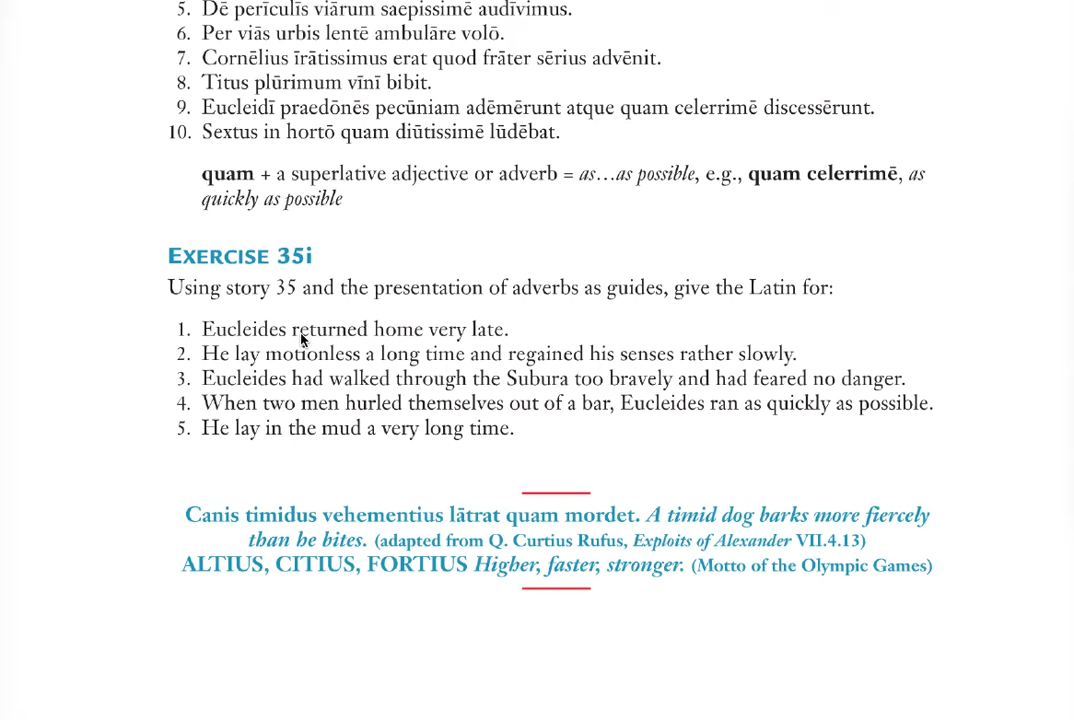 5. Dē perīculīs viārum saepissimē audīvimus.
6. Per viās urbis lentē ambulāre volō.
7. Cornēlius īrātissimus erat quod frāter sērius advēnit.
8. Titus plūrimum vīnī bibit.
9. Eucleidī praedōnēs pecūniam adēmērunt atque quam celerrimē discessērunt.
10. Sextus in hortō quam diūtissimē lūdēbat.
quam + a superlative adjective or adverb = as…as possible, e.g., quam celerrimē, as
quickly as possible
EXERCISE 35i
Using story 35 and the presentation of adverbs as guides, give the Latin for:
1. Eucleides returned home very late.
2. He lay motionless a long time and regained his senses rather slowly.
3. Eucleides had walked through the Subura too bravely and had feared no danger.
4. When two men hurled themselves out of a bar, Eucleides ran as quickly as possible.
5. He lay in the mud a very long time.
Canis timidus vehementius lātrat quam mordet. A timid dog barks more fiercely
than he bites. (adapted from Q. Curtius Rufus, Exploits of Alexander VII.4.13)
ALTIUS, CITIUS, FORTIUS Higher, faster, stronger. (Motto of the Olympic Games)